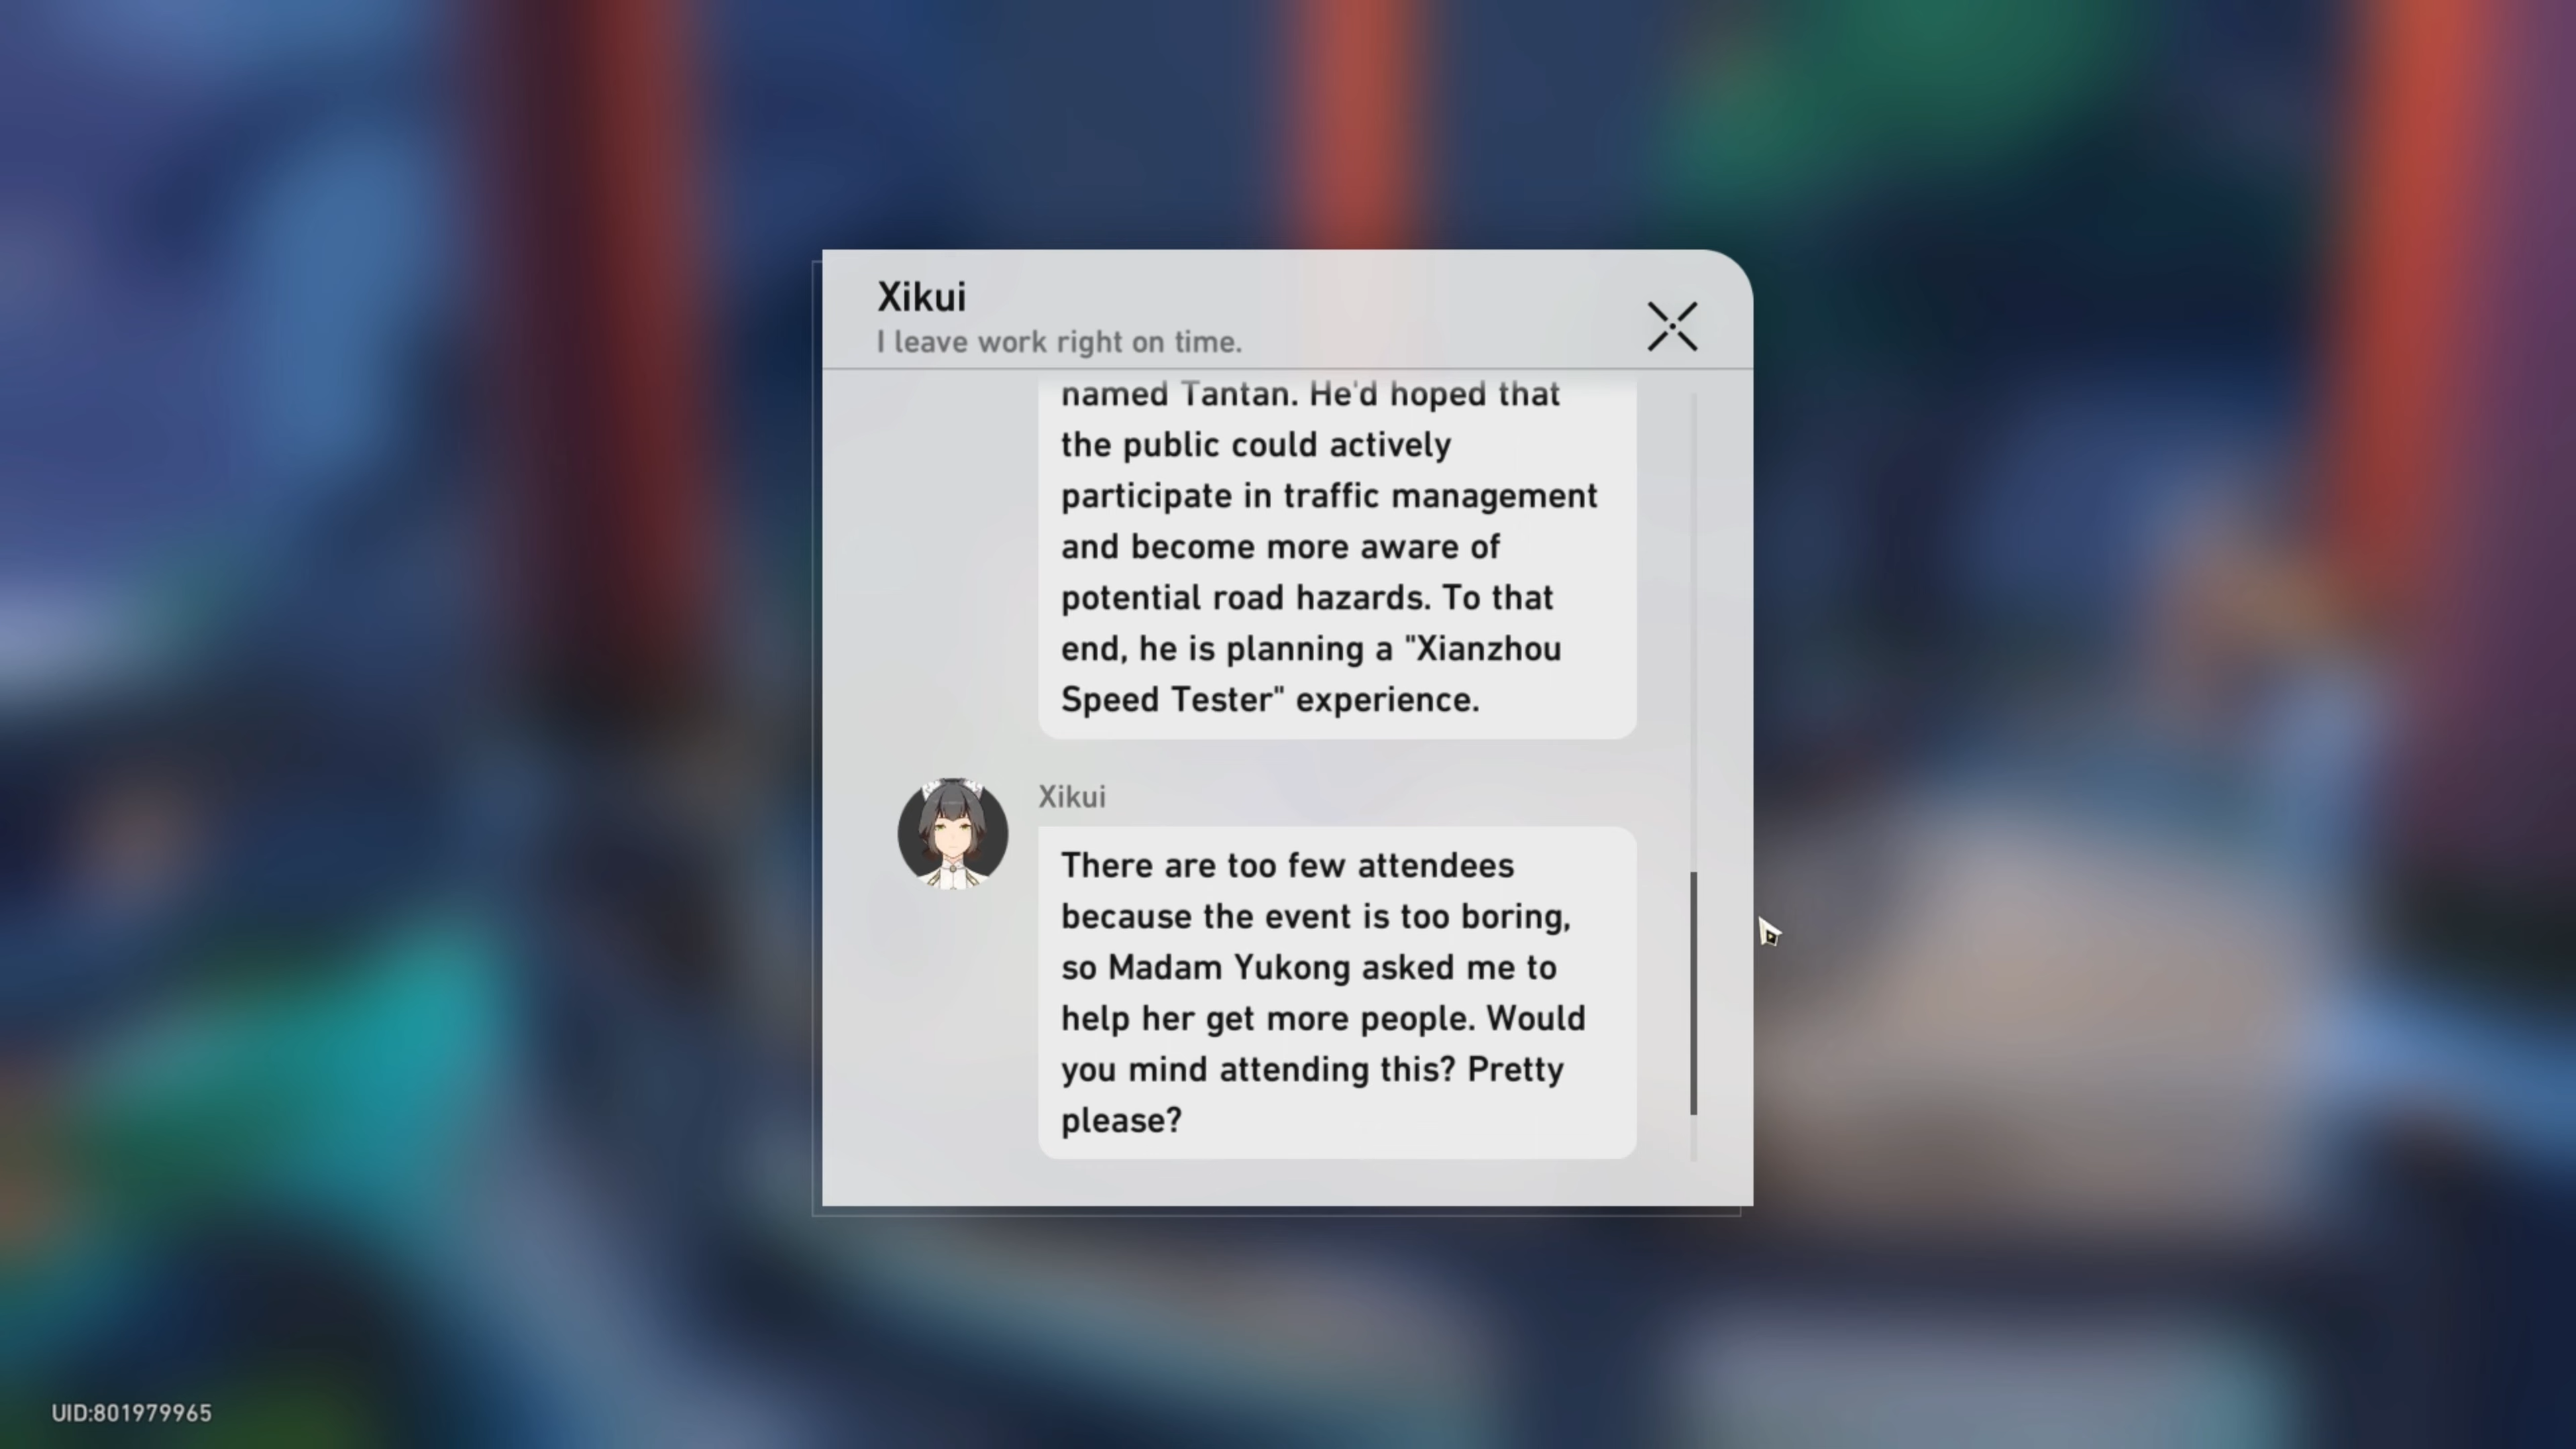 Xikui
I leave work right on time.
named Tantan. He'd hoped that
the public could actively
participate in traffic management
and become more aware of
potential road hazards. To that
end, he is planning a "Xianzhou
Speed Tester" experience.
Xikui
There are too few attendees
because the event is too boring,
so Madam Yukong asked me to
help her get more people. Would
you mind attending this? Pretty
please?
UID:801979965